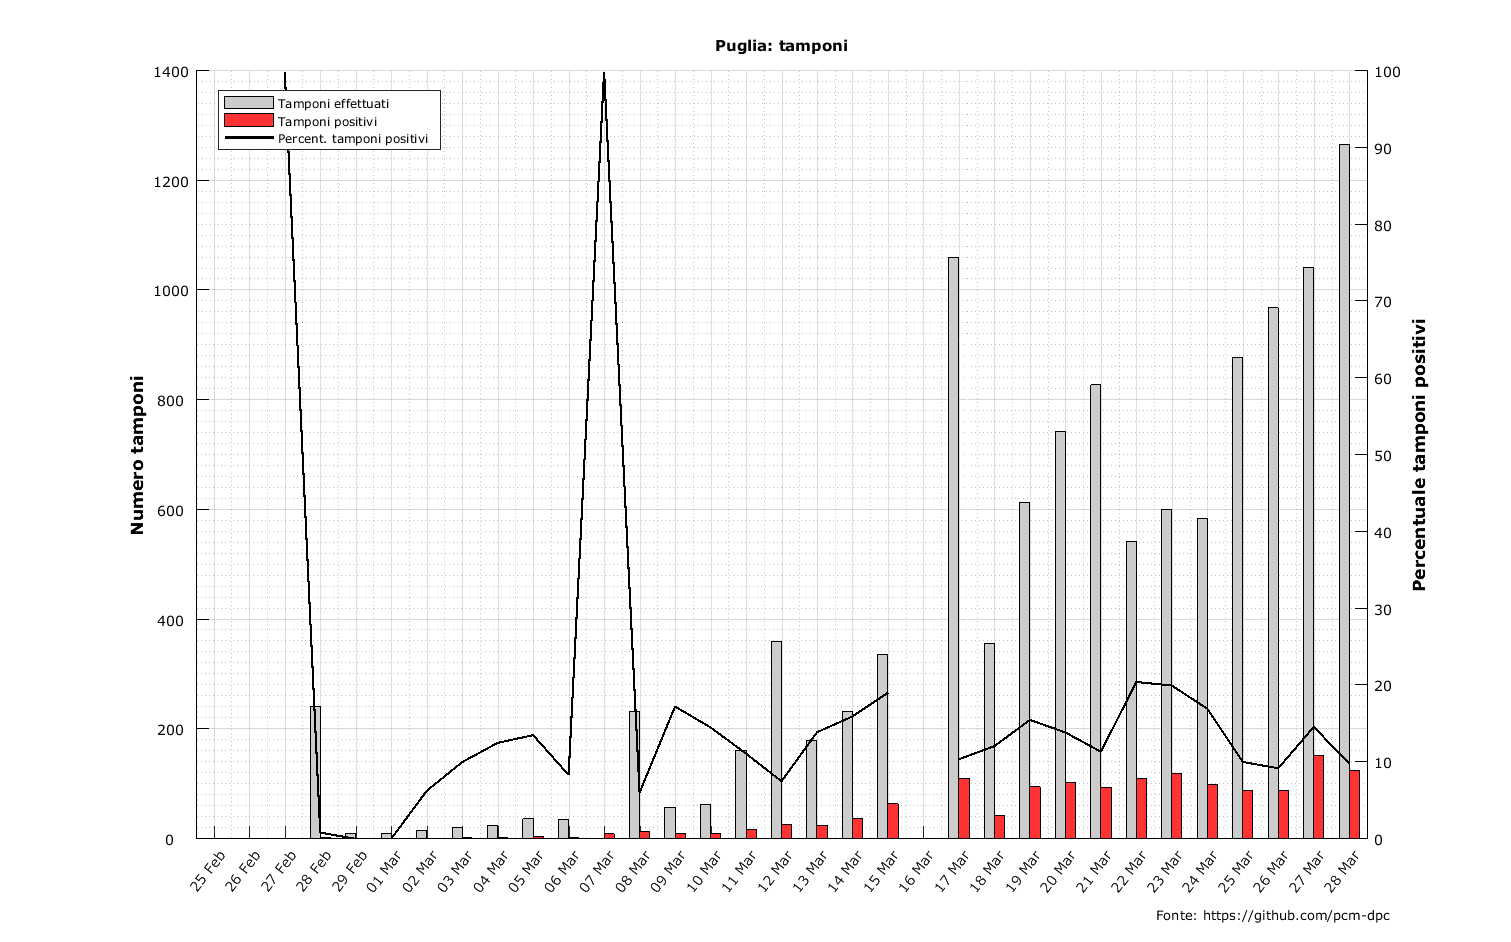 Puglia: tamponi
Tamponi effettuati
Tamponi positivi
Percent. tamponi positivi
Numero tamponi
1400
1200
1000
800
600
400
200
0
Percentuale tamponi positivi
100
90
80
70
60
50
40
30
20
10
0
25 Feb
26 Feb
27 Feb
28 Feb
29 Feb
01 Mar
02 Mar
03 Mar
04 Mar
05 Mar
06 Mar
07 Mar
08 Mar
09 Mar
10 Mar
11 Mar
12 Mar
13 Mar
14 Mar
15 Mar
16 Mar
17 Mar
18 Mar
19 Mar
20 Mar
21 Mar
22 Mar
23 Mar
24 Mar
25 Mar
26 Mar
27 Mar
28 Mar
Fonte: https://github.com/pcm-dpc